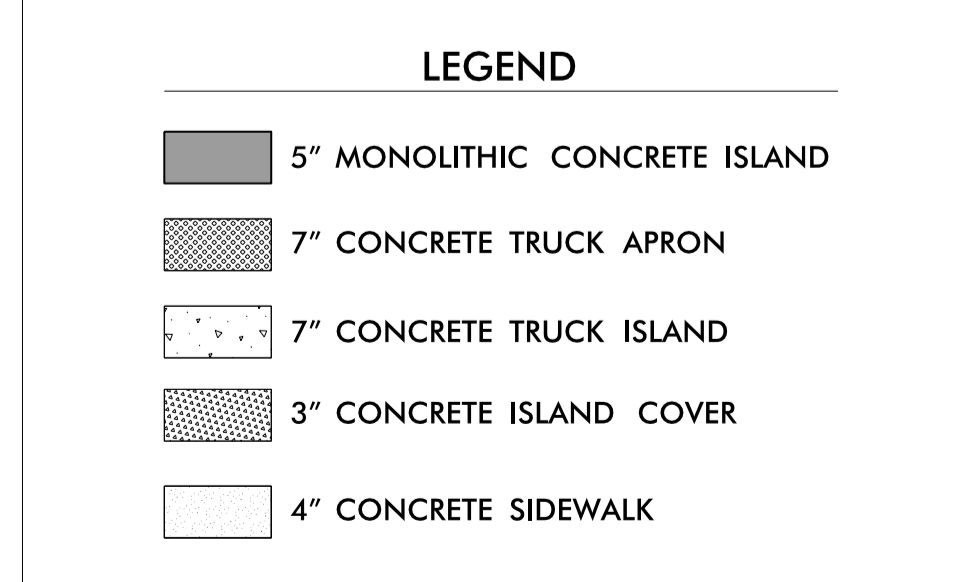 LEGEND
5" MONOLITHIC CONCRETE ISLAND
7" CONCRETE TRUCK APRON
7" CONCRETE TRUCK ISLAND
3" CONCRETE ISLAND COVER
4" CONCRETE SIDEWALK